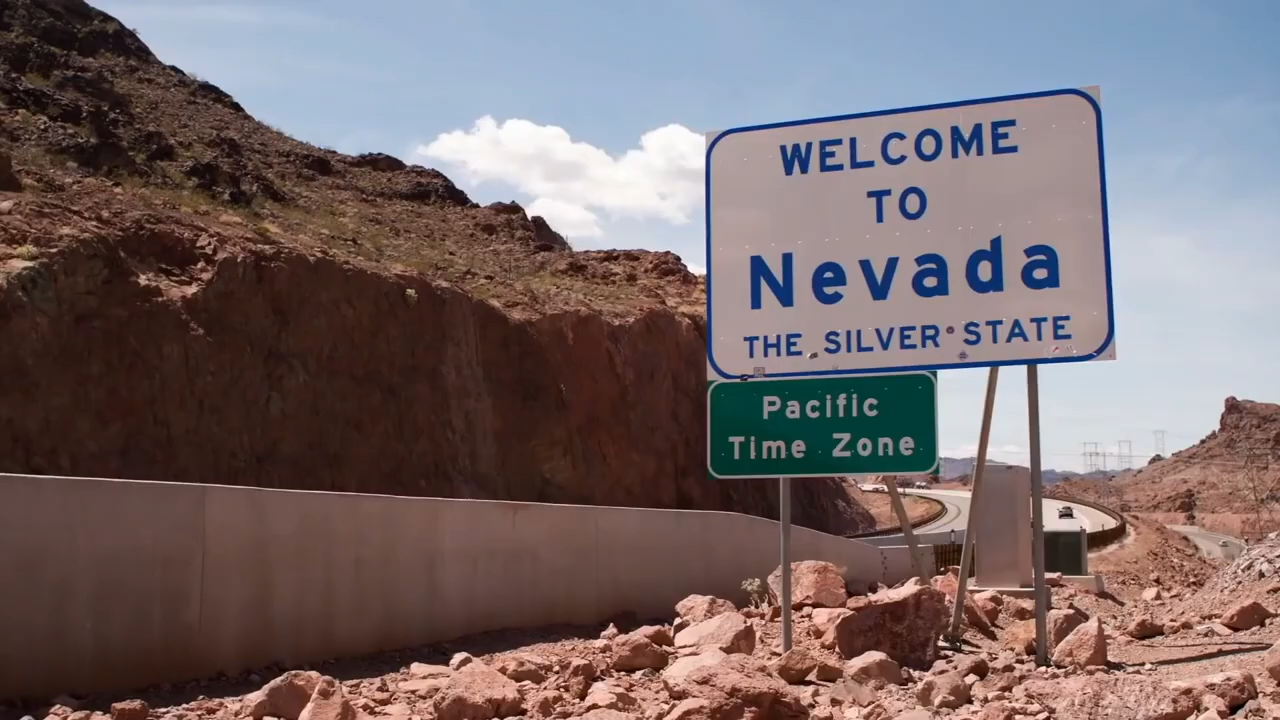 WELCOME
TO
Nevada
THE SILVER STATE
Pacific
Time Zone